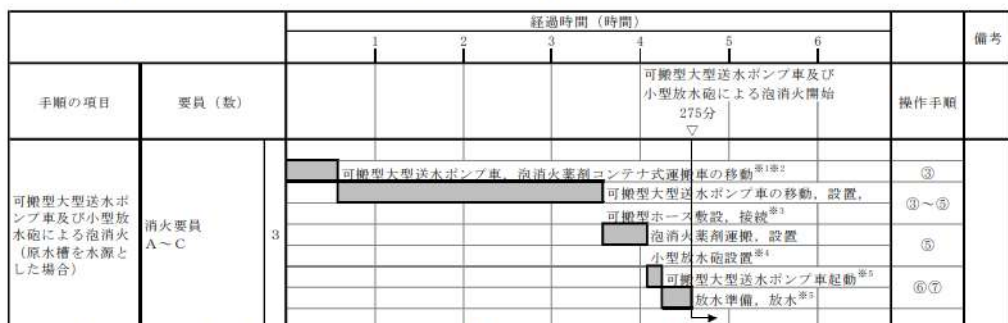 経過時間（時間）
備考
1 2 3 4 5 6
手順の項目
要員（数）
可搬型大型送水ポンプ車及び
小型放水砲による泡消火開始
275分
▽
操作手順
可搬型大型送水ポ
ンプ車及び小型放
水砲による泡消火
（原水槽を水源と
した場合）
消火要員
A～C
3
可搬型大型送水ポンプ車，泡消火薬剤コンテナ式運搬車の移動※1※2
③
可搬型大型送水ポンプ車の移動，設置，
可搬型ホース敷設，接続※3
③～⑤
泡消火薬剤運搬，設置
小型放水砲設置※4
⑤
可搬型大型送水ポンプ車起動※5
放水準備，放水※5
⑥⑦